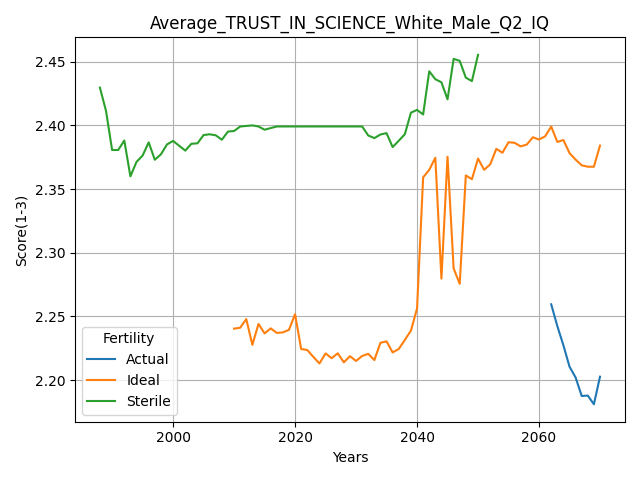 Average_TRUST_IN_SCIENCE_White_Male_Q2_IQ
Score(1-3)
2.45
2.40
2.35
2.30
2.25
2.20
Fertility
Actual
Ideal
Sterile
2000
2020
2040
2060
Years